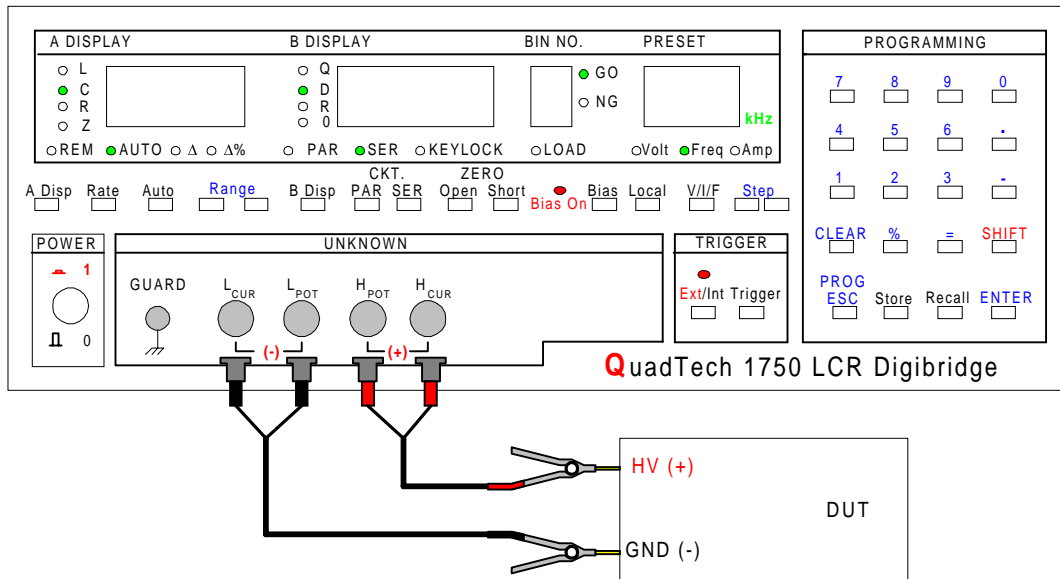 A DISPLAY B DISPLAY BIN NO. PRESET
L
C
R
Z
Q
D
R
0
GO
NG
kHz
REM AUTO Δ Δ% PAR SER KEYLOCK LOAD Volt Freq Amp
CKT. ZERO
A Disp Rate Auto Range B Disp PAR SER Open Short Bias On Bias Local V/I/F Step
PROGRAMMING
7 8 9 0
4 5 6 .
1 2 3 -
CLEAR % = SHIFT
PROG
ESC Store Recall ENTER
POWER
1
0
UNKNOWN
GUARD LCUR LPOT HPOT HCUR
(-) (+)
TRIGGER
Ext/Int Trigger
QuadTech 1750 LCR Digibridge
HV (+)
DUT
GND (-)